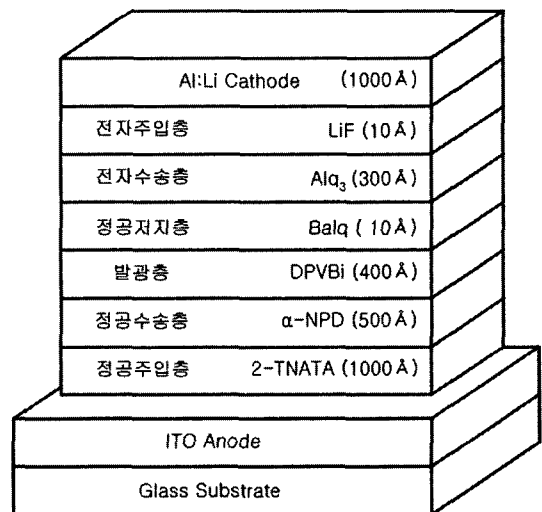 Al:Li Cathode (1000Å)
전자주입층 LiF (10Å)
전자수송층 Alq₃ (300Å)
정공저지층 Balq ( 10Å)
발광층 DPVBi (400Å)
정공수송층 α-NPD (500Å)
정공주입층 2-TNATA (1000Å)
ITO Anode
Glass Substrate